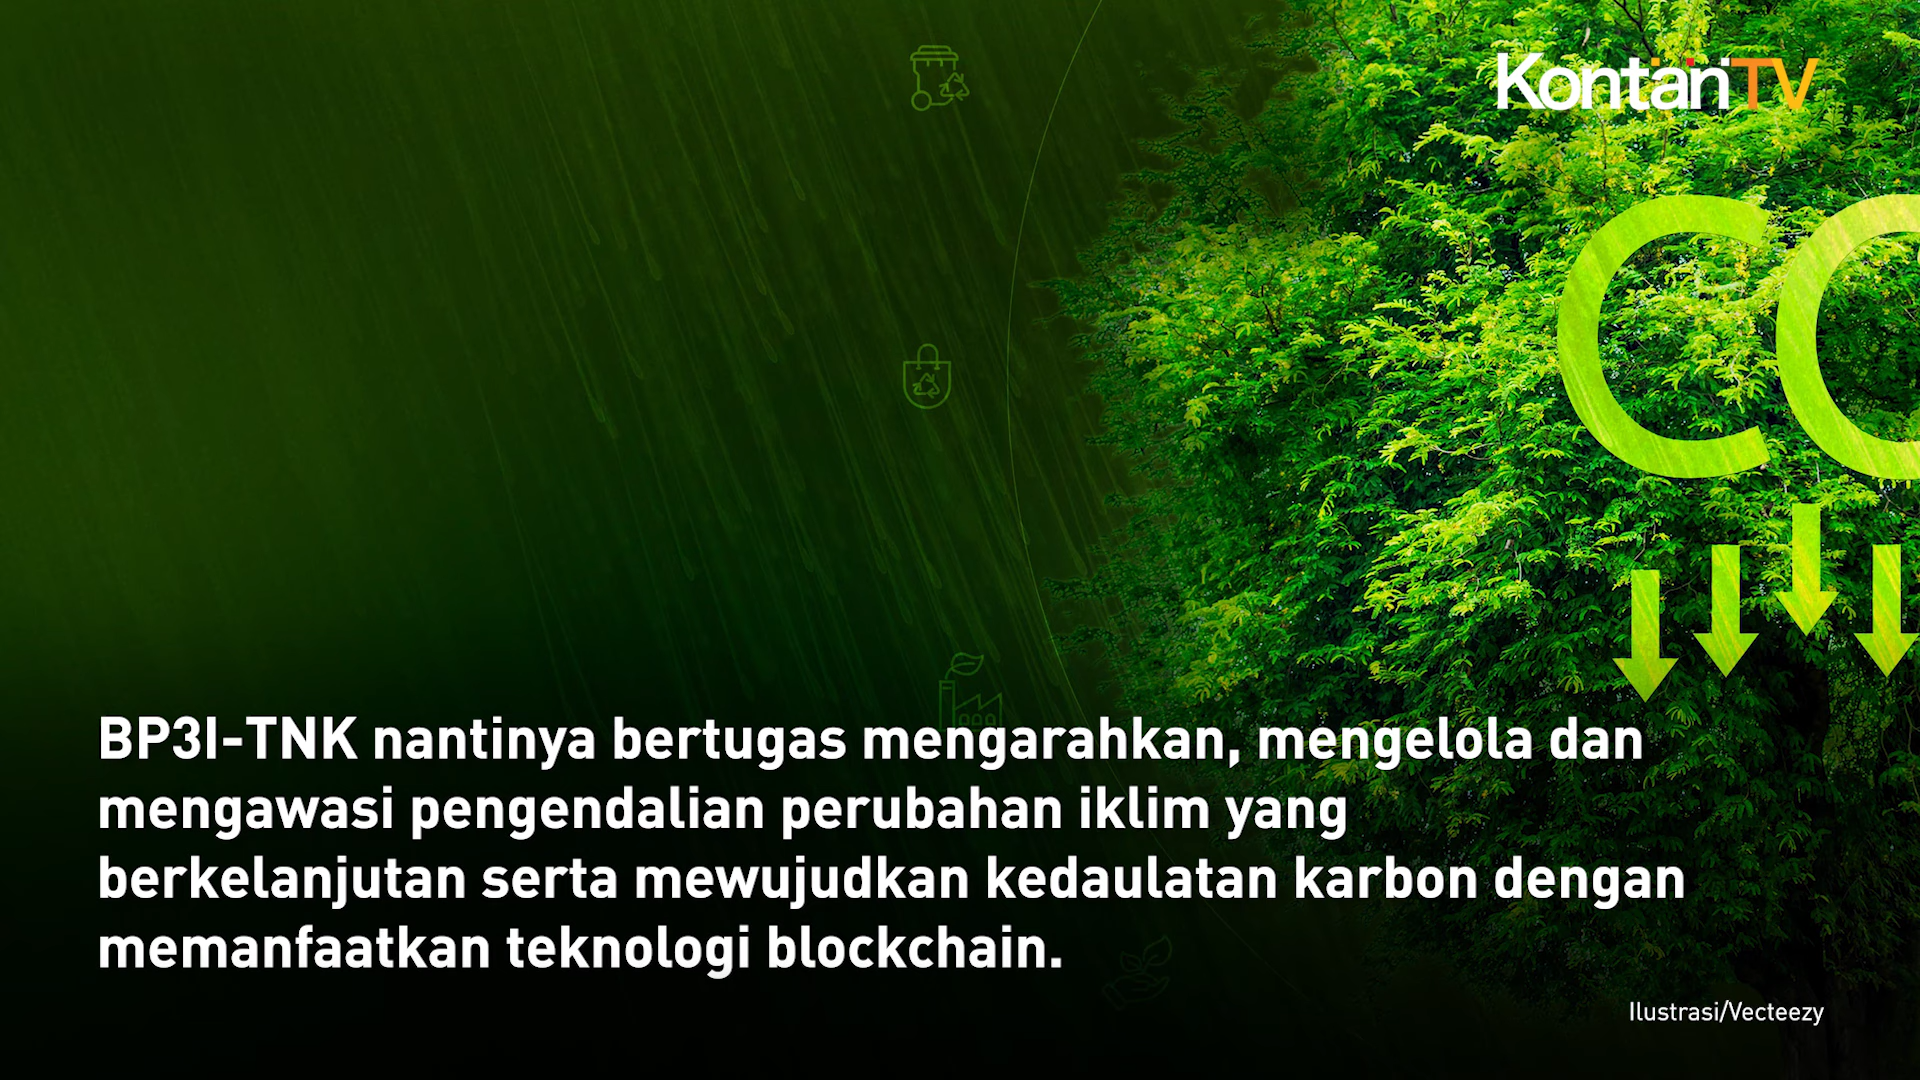 KontanTV
CO
BP3I-TNK nantinya bertugas mengarahkan, mengelola dan
mengawasi pengendalian perubahan iklim yang
berkelanjutan serta mewujudkan kedaulatan karbon dengan
memanfaatkan teknologi blockchain.
Ilustrasi/Vecteezy